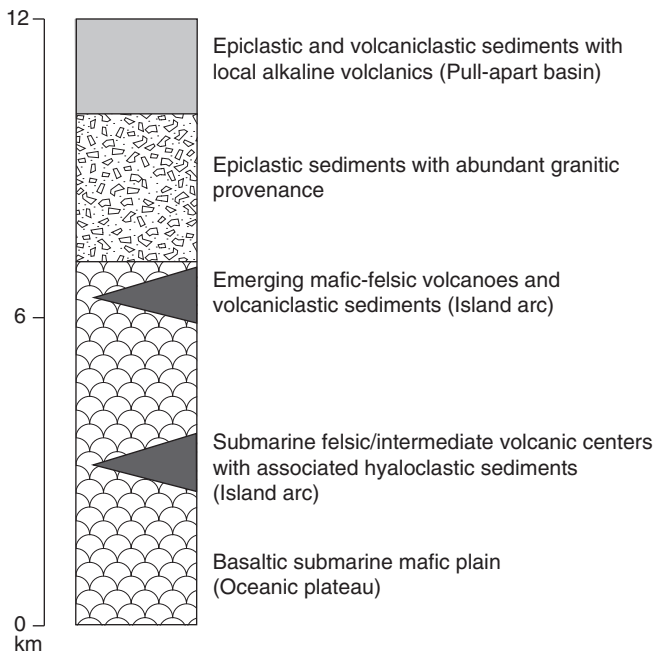 12
Epiclastic and volcaniclastic sediments with
local alkaline volclanics (Pull-apart basin)
Epiclastic sediments with abundant granitic
provenance
Emerging mafic-felsic volcanoes and
volcaniclastic sediments (Island arc)
6
Submarine felsic/intermediate volcanic centers
with associated hyaloclastic sediments
(Island arc)
Basaltic submarine mafic plain
(Oceanic plateau)
0
km